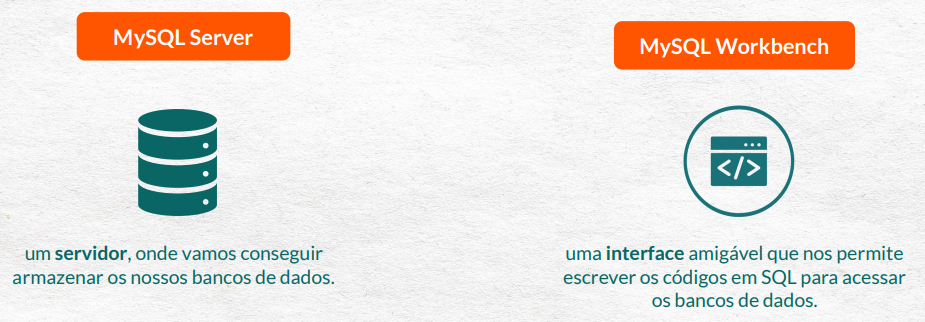 MySQL Server
um servidor, onde vamos conseguir
armazenar os nossos bancos de dados.
MySQL Workbench
</>
uma interface amigável que nos permite
escrever os códigos em SQL para acessar
os bancos de dados.